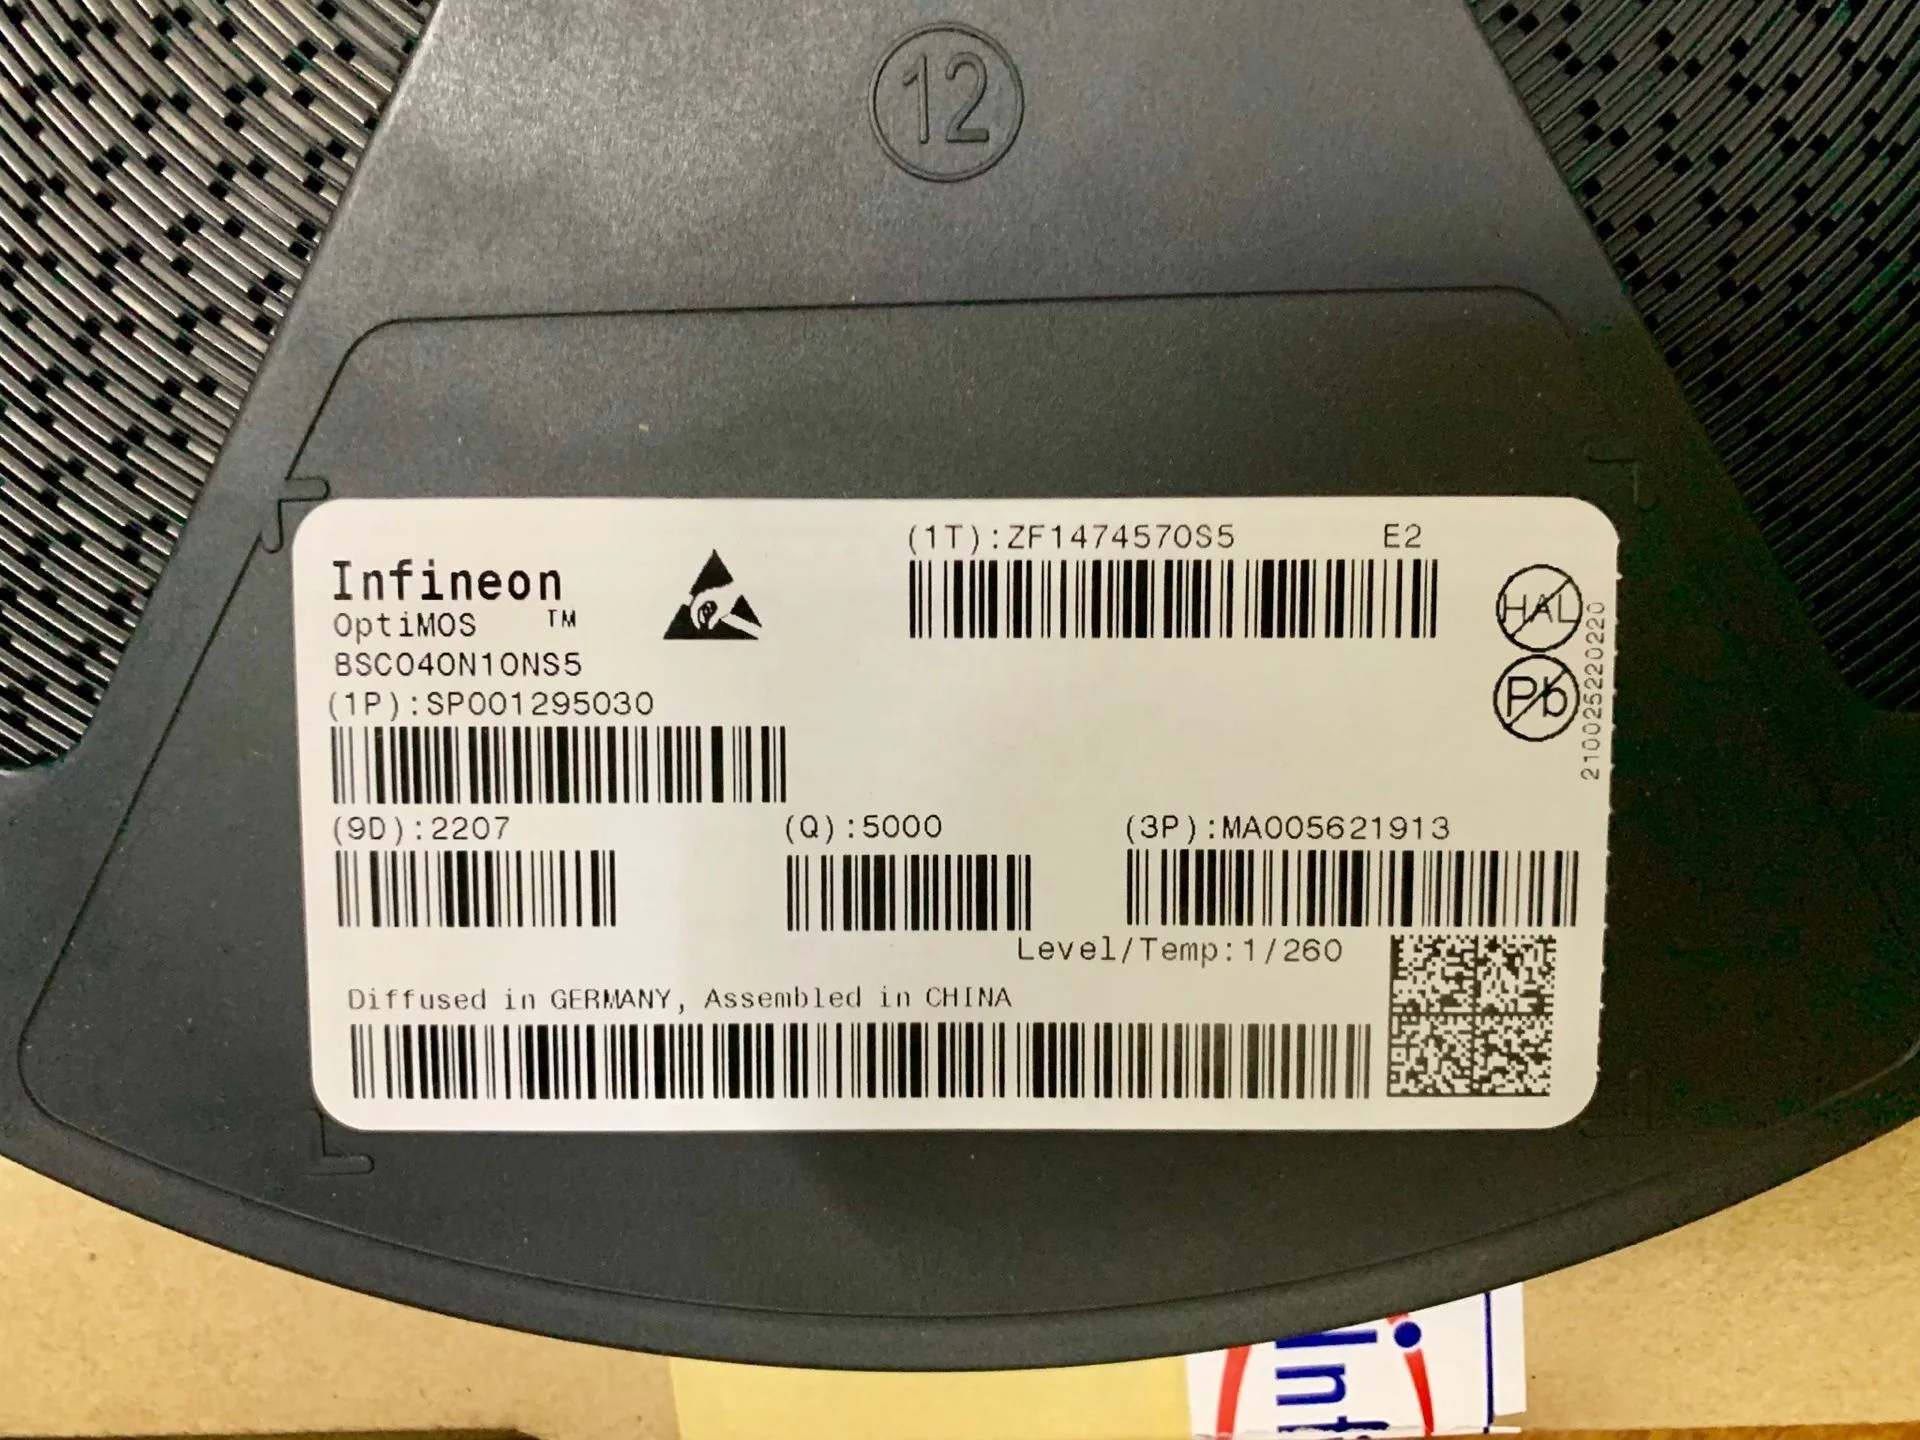 12
(1T):ZF1474570S5 E2
Infineon
OptiMOS ™
BSC040N10NS5
(1P):SP001295030
HAL
Pb
2100252220220
(9D):2207 (Q):5000 (3P):MA005621913
Level/Temp:1/260
Diffused in GERMANY, Assembled in CHINA
Inf